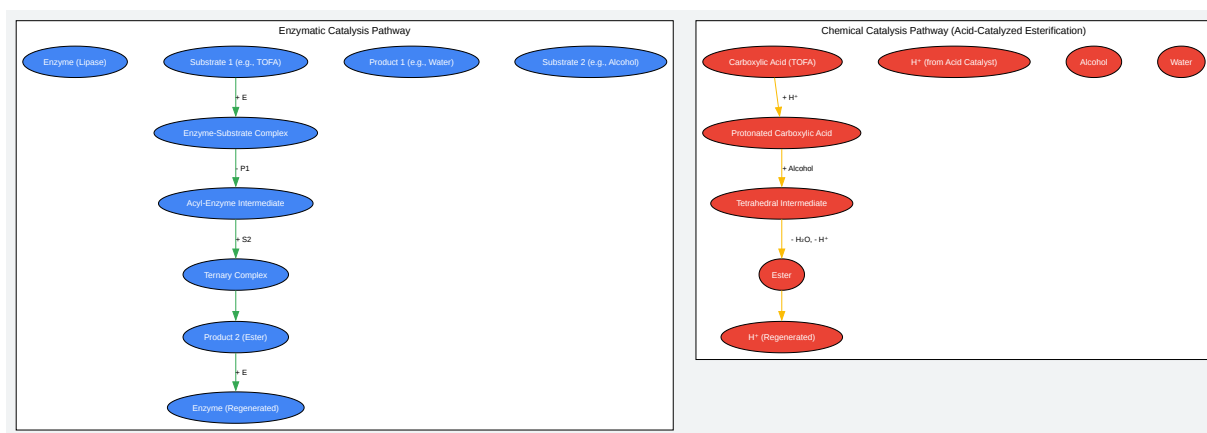 Enzymatic Catalysis Pathway
Enzyme (Lipase)
Substrate 1 (e.g., TOFA)
Product 1 (e.g., Water)
Substrate 2 (e.g., Alcohol)
+ E
Enzyme-Substrate Complex
- P1
Acyl-Enzyme Intermediate
+ S2
Ternary Complex
Product 2 (Ester)
+ E
Enzyme (Regenerated)
Chemical Catalysis Pathway (Acid-Catalyzed Esterification)
Carboxylic Acid (TOFA)
H⁺ (from Acid Catalyst)
Alcohol
Water
+ H⁺
Protonated Carboxylic Acid
+ Alcohol
Tetrahedral Intermediate
- H₂O, - H⁺
Ester
H⁺ (Regenerated)